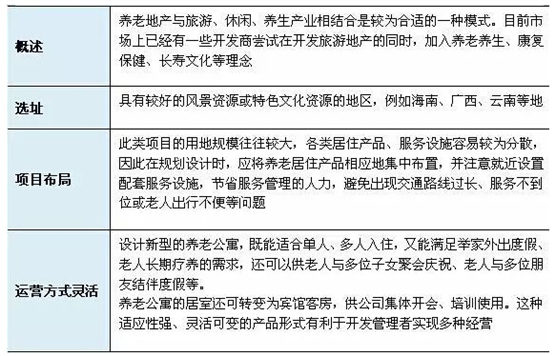 概述
养老地产与旅游、休闲、养生产业相结合是较为合适的一种模式。目前市
场上已经有一些开发商尝试在开发旅游地产的同时，加入养老养生、康复
保健、长寿文化等理念
选址
具有较好的风景资源或特色文化资源的地区，例如海南、广西、云南等地
项目布局
此类项目的用地规模往往较大，各类居住产品、服务设施容易较为分散，
因此在规划设计时，应将养老居住产品相应地集中布置，并注意就近设置
配套服务设施，节省服务管理的人力，避免出现交通路线过长、服务不到
位或老人出行不便等问题
运营方式灵活
设计新型的养老公寓，既能适合单人、多人入住，又能满足举家外出度假、
老人长期疗养的需求，还可以供老人与多位子女聚会庆祝、老人与多位朋
友结伴度假等。
养老公寓的居室还可转变为宾馆客房，供公司集体开会、培训使用。这种
适应性强、灵活可变的产品形式有利于开发管理者实现多种经营